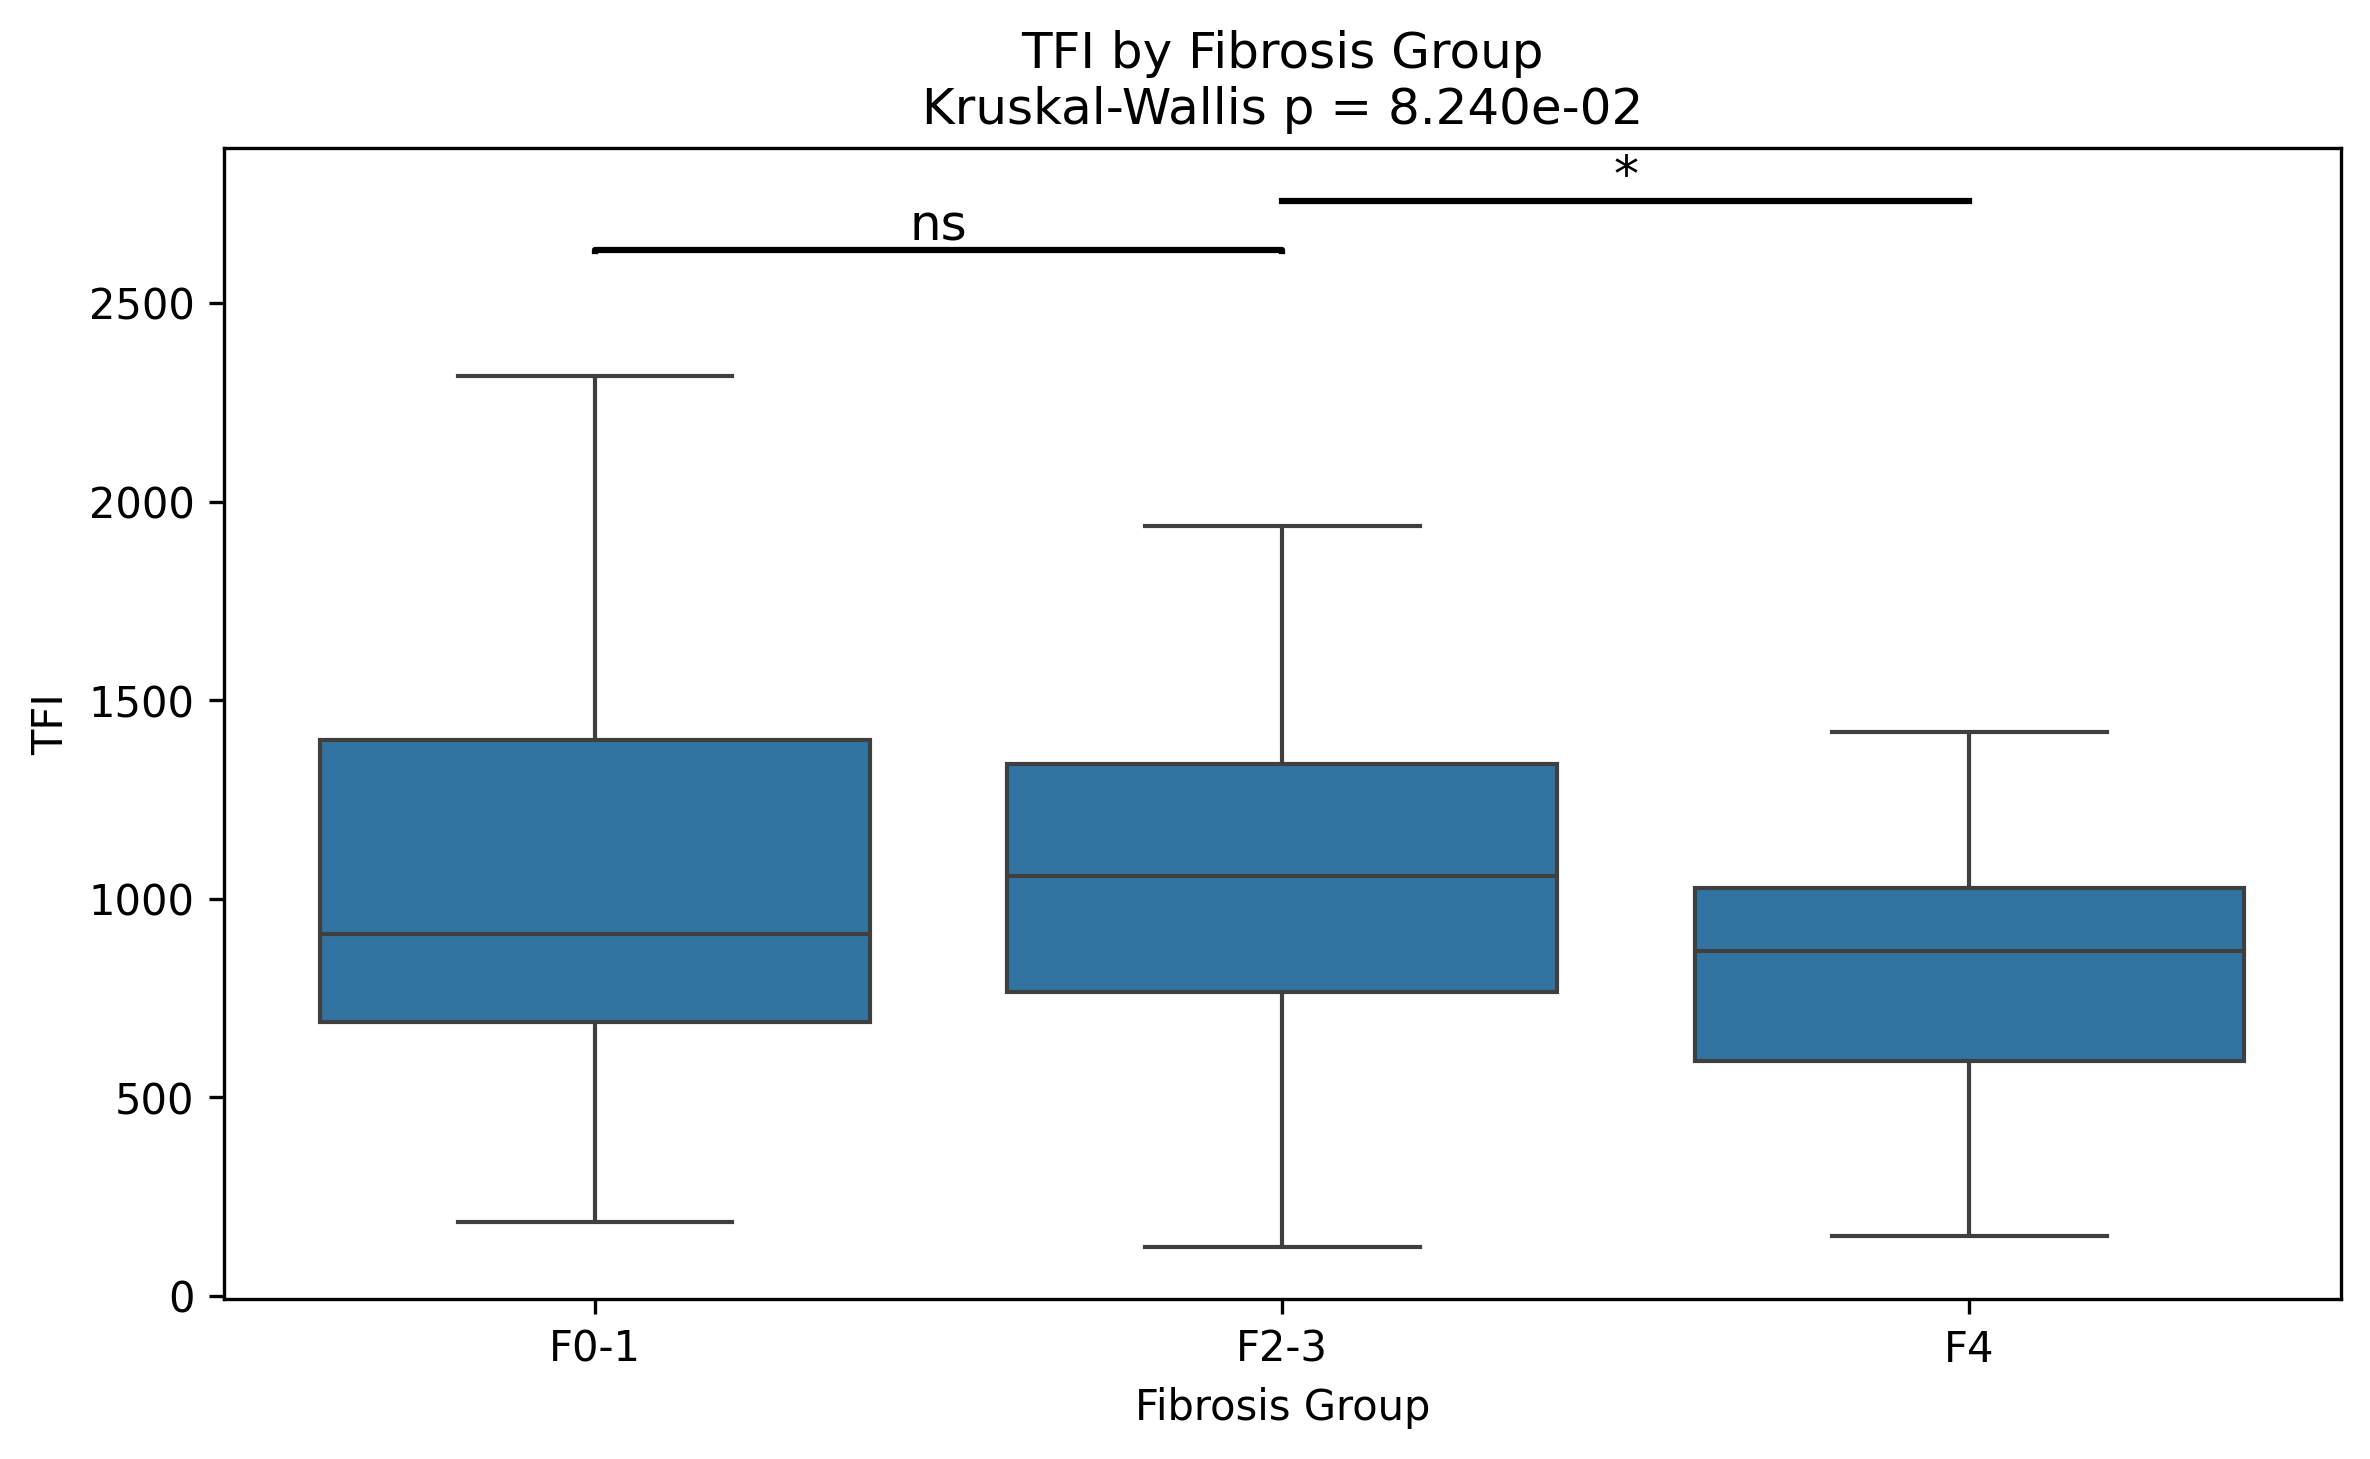 TFI by Fibrosis Group
Kruskal-Wallis p = 8.240e-02
*
ns
2500
2000
1500
1000
500
0
TFI
F0-1
F2-3
F4
Fibrosis Group